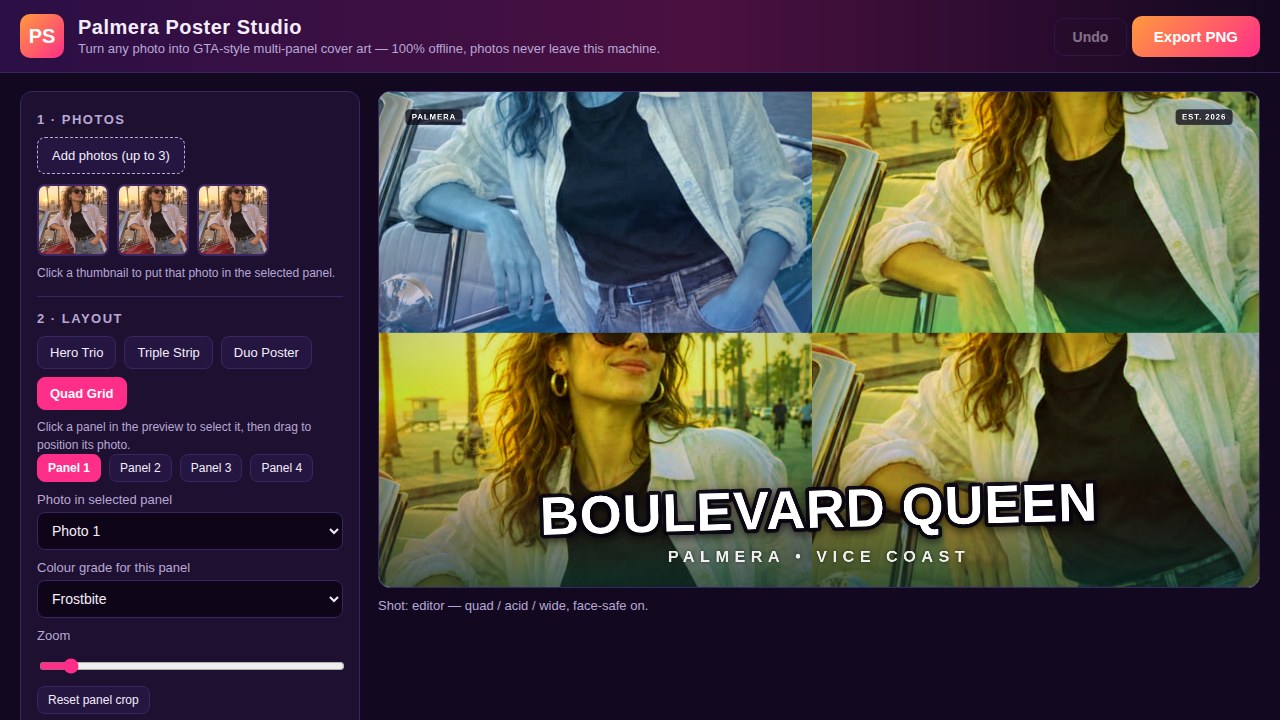 PS
Palmera Poster Studio
Turn any photo into GTA-style multi-panel cover art — 100% offline, photos never leave this machine.
Undo
Export PNG
1 · PHOTOS
Add photos (up to 3)
Click a thumbnail to put that photo in the selected panel.
2 · LAYOUT
Hero Trio
Triple Strip
Duo Poster
Quad Grid
Click a panel in the preview to select it, then drag to
position its photo.
Panel 1
Panel 2
Panel 3
Panel 4
Photo in selected panel
Photo 1
Colour grade for this panel
Frostbite
Zoom
Reset panel crop
PALMERA
EST. 2026
BOULEVARD QUEEN
PALMERA • VICE COAST
Shot: editor — quad / acid / wide, face-safe on.